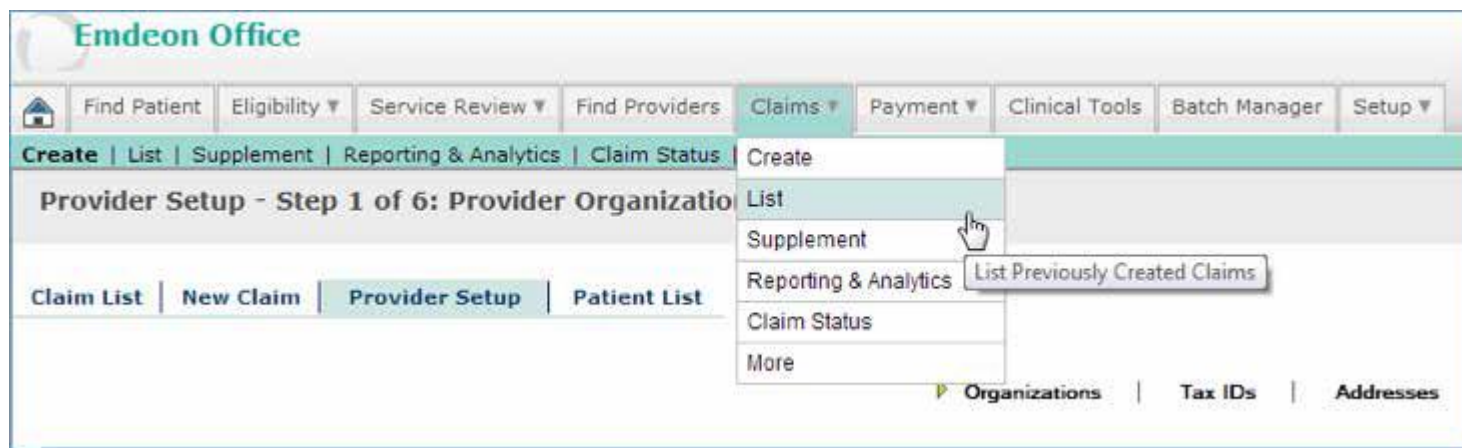 Emdeon Office
Find Patient Eligibility ▼ Service Review ▼ Find Providers Claims ▼ Payment ▼ Clinical Tools Batch Manager Setup ▼
Create | List | Supplement | Reporting & Analytics | Claim Status |
Create
Provider Setup - Step 1 of 6: Provider
List
Supplement
List Previously Created Claims
Reporting & Analytics
Claim List | New Claim | Provider Setup | Patient List
Claim Status
More
Organizations | Tax IDs | Addresses